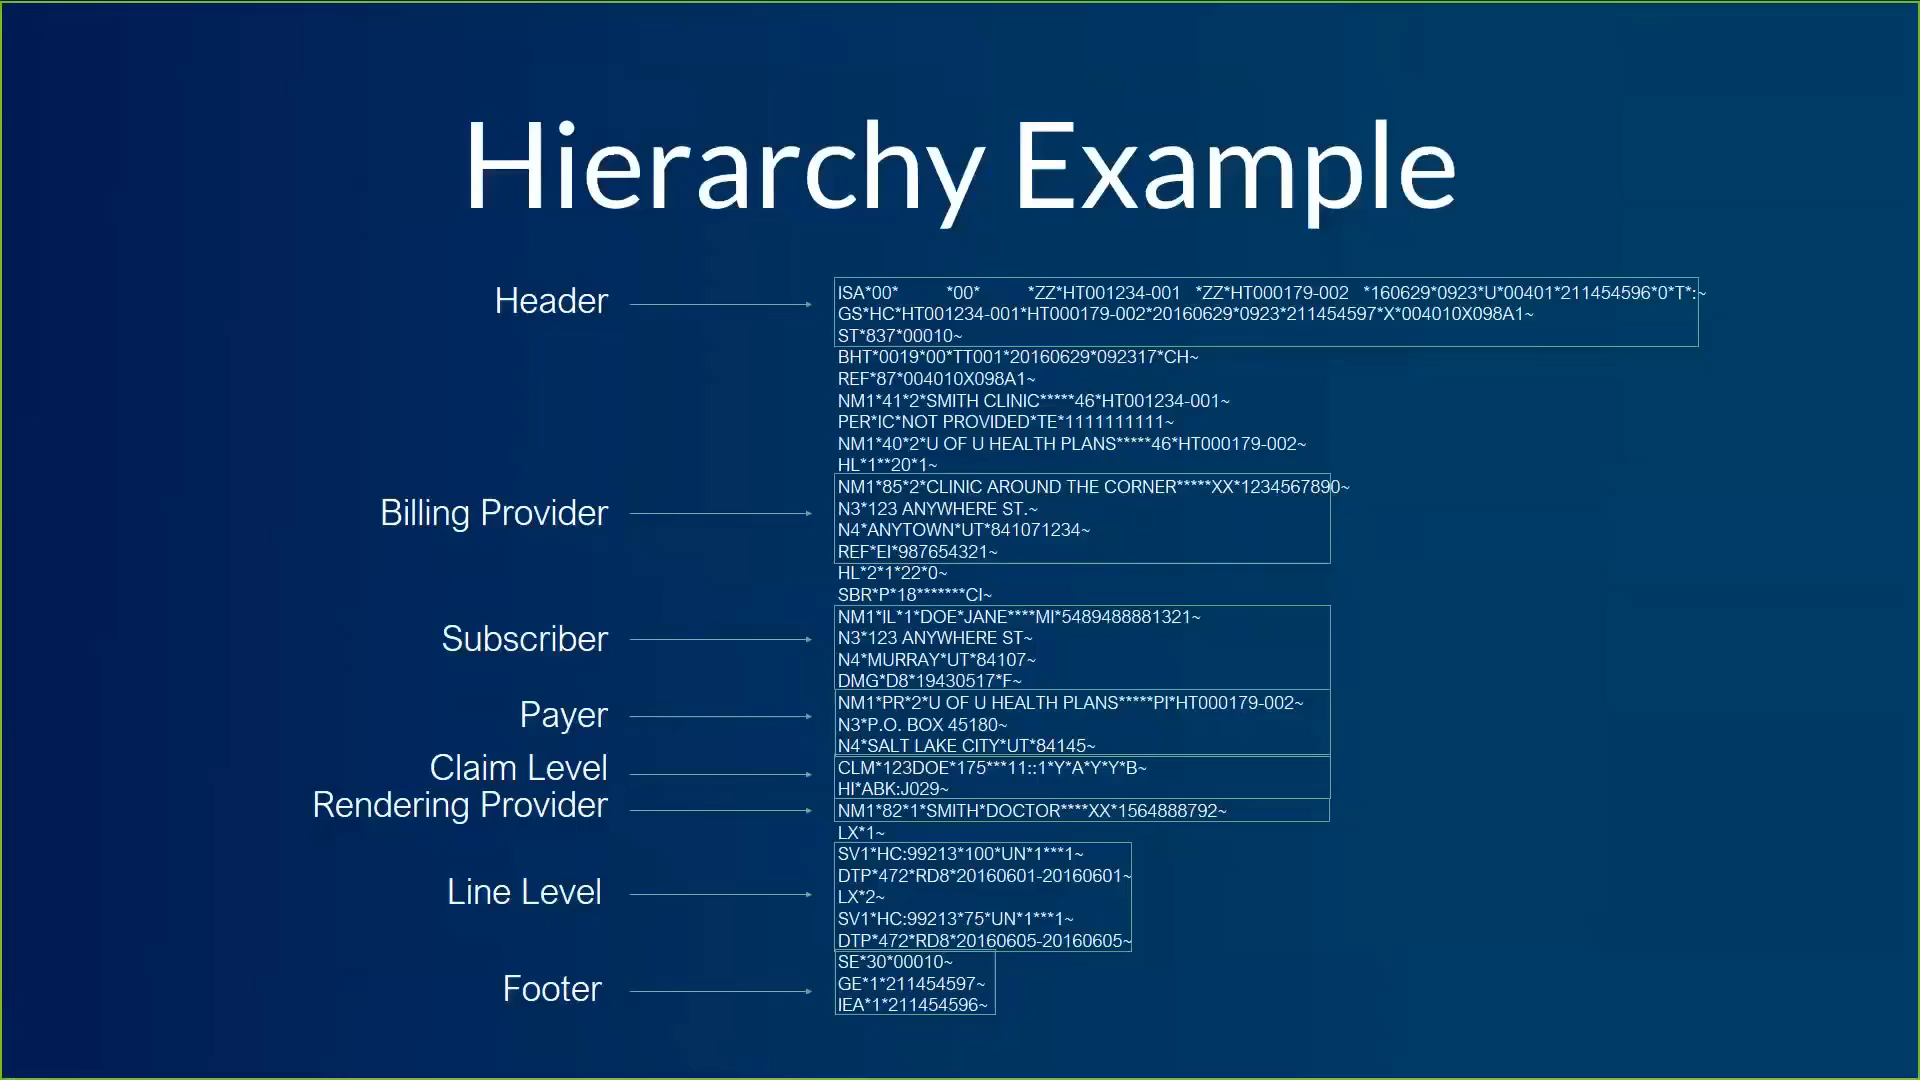 Hierarchy Example
Header
ISA*00*          *00*          *ZZ*HT001234-001   *ZZ*HT000179-002   *160629*0923*U*00401*211454596*0*T*:~
GS*HC*HT001234-001*HT000179-002*20160629*0923*211454597*X*004010X098A1~
ST*837*00010~
BHT*0019*00*TT001*20160629*092317*CH~
REF*87*004010X098A1~
NM1*41*2*SMITH CLINIC*****46*HT001234-001~
PER*IC*NOT PROVIDED*TE*1111111111~
NM1*40*2*U OF U HEALTH PLANS*****46*HT000179-002~
HL*1**20*1~
Billing Provider
NM1*85*2*CLINIC AROUND THE CORNER*****XX*1234567890~
N3*123 ANYWHERE ST.~
N4*ANYTOWN*UT*841071234~
REF*EI*987654321~
HL*2*1*22*0~
SBR*P*18*******CI~
Subscriber
NM1*IL*1*DOE*JANE****MI*5489488881321~
N3*123 ANYWHERE ST~
N4*MURRAY*UT*84107~
DMG*D8*19430517*F~
Payer
NM1*PR*2*U OF U HEALTH PLANS*****PI*HT000179-002~
N3*P.O. BOX 45180~
N4*SALT LAKE CITY*UT*84145~
Claim Level
CLM*123DOE*175***11::1*Y*A*Y*Y*B~
HI*ABK:J029~
Rendering Provider
NM1*82*1*SMITH*DOCTOR****XX*1564888792~
LX*1~
Line Level
SV1*HC:99213*100*UN*1***1~
DTP*472*RD8*20160601-20160601~
LX*2~
SV1*HC:99213*75*UN*1***1~
DTP*472*RD8*20160605-20160605~
Footer
SE*30*00010~
GE*1*211454597~
IEA*1*211454596~